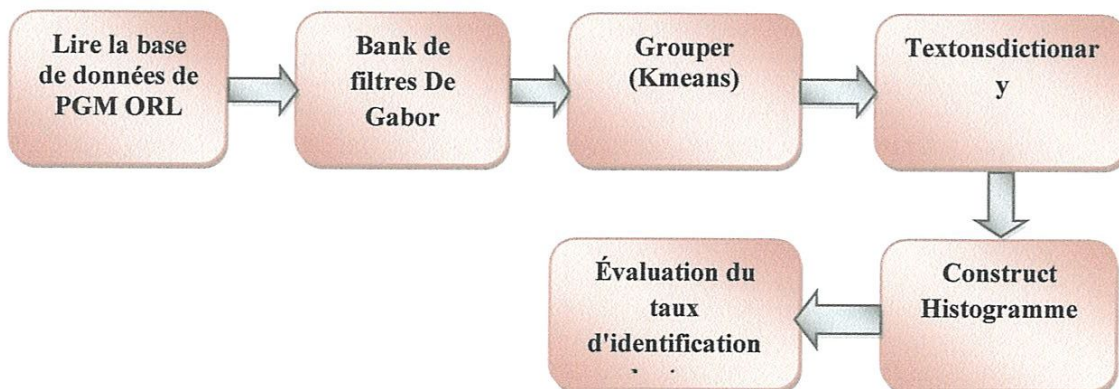 Lire la base
de données de
PGM ORL
Bank de
filtres De
Gabor
Grouper
(Kmeans)
Textonsdictionar
y
Construct
Histogramme
Évaluation du
taux
d'identification